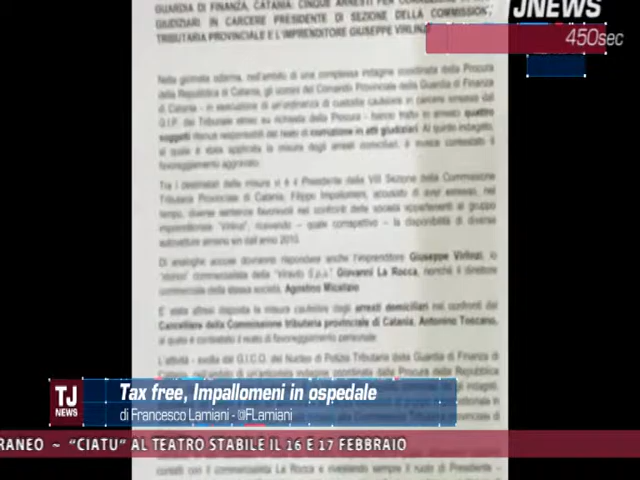 GUARDIA DI FINANZA, CATANIA: CINQUE ARRESTI PER CORRUZIONE IN
GIUDIZIARI IN CARCERE PRESIDENTE DI SEZIONE DELLA COMMISSIONE
TRIBUTARIA PROVINCIALE E L'IMPRENDITORE GIUSEPPE VIRLINZI
JNEWS
450sec
Nella giornata odierna, nell'ambito di una complessa indagine coordinata dalla Procura
della Repubblica di Catania, gli uomini del Comando Provinciale della Guardia di Finanza
di Catania - in esecuzione di un'ordinanza di custodia cautelare in carcere emessa dal
G.I.P. del Tribunale etneo su richiesta della Procura - hanno tratto in arresto quattro
soggetti ritenuti responsabili del reato di corruzione in atti giudiziari. Al quinto indagato,
al quale è stata applicata la misura degli arresti domiciliari, è invece contestato il
favoreggiamento aggravato.
Tra i destinatari delle misure vi è il Presidente della VIII Sezione della Commissione
Tributaria Provinciale di Catania, Filippo Impallomeni, accusato di aver emesso, nel
tempo, diverse sentenze favorevoli nei confronti delle società appartenenti al gruppo
imprenditoriale "Virlinzi", ricevendo - quale corrispettivo - la disponibilità di diverse
autovetture almeno sin dall'anno 2010.
Di analoghe accuse dovranno rispondere anche l'imprenditore Giuseppe Virlinzi, lo
"storico" commercialista della "Virauto S.p.A." Giovanni La Rocca, nonché il direttore
commerciale della stessa società, Agostino Micalizio.
E' stata altresì disposta la misura cautelare degli arresti domiciliari nei confronti del
Cancelliere della Commissione tributaria provinciale di Catania, Antonino Toscano,
al quale è contestato il reato di favoreggiamento personale.
L'attività - svolta dal G.I.C.O. del Nucleo di Polizia Tributaria della Guardia di Finanza di
TJ
NEWS
Tax free, Impallomeni in ospedale
di Francesco Lamiani - @FLamiani
RANEO ~ "CIATU" AL TEATRO STABILE IL 16 E 17 FEBBRAIO